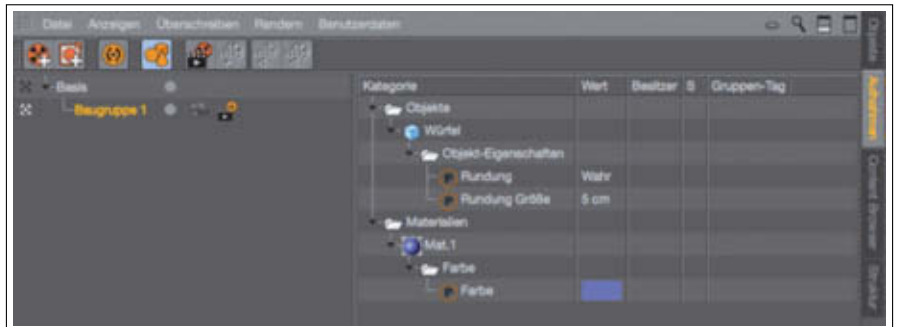 Datei Anzeigen Überschreiben Rendern Benutzerdaten
Basis
Baugruppe 1
Kategorie Wert Besitzer S Gruppen-Tag
Objekte
Würfel
Objekt-Eigenschaften
Rundung Wahr
Rundung Größe 5 cm
Materialien
Mat.1
Farbe
Farbe
Objekte
Aufnahmen
Content Browser
Struktur